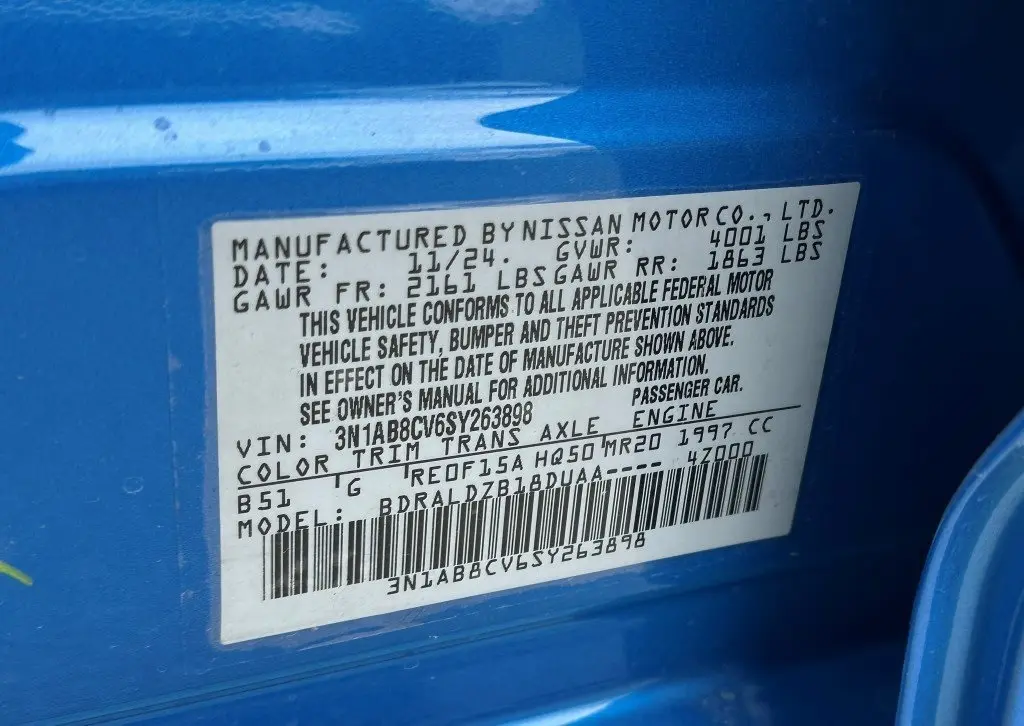 MANUFACTURED BY NISSAN MOTOR CO., LTD.
DATE: 11/24. GVWR: 4001 LBS
GAWR FR: 2161 LBS GAWR RR: 1863 LBS
THIS VEHICLE CONFORMS TO ALL APPLICABLE FEDERAL MOTOR
VEHICLE SAFETY, BUMPER AND THEFT PREVENTION STANDARDS
IN EFFECT ON THE DATE OF MANUFACTURE SHOWN ABOVE.
SEE OWNER'S MANUAL FOR ADDITIONAL INFORMATION.
PASSENGER CAR.
VIN: 3N1AB8CV6SY263898
COLOR TRIM TRANS AXLE ENGINE
B51 G RE0F15A HQ50 MR20 1997 CC
MODEL: BDRALDZB18DUAA---- 4Z000
3N1AB8CV6SY263898